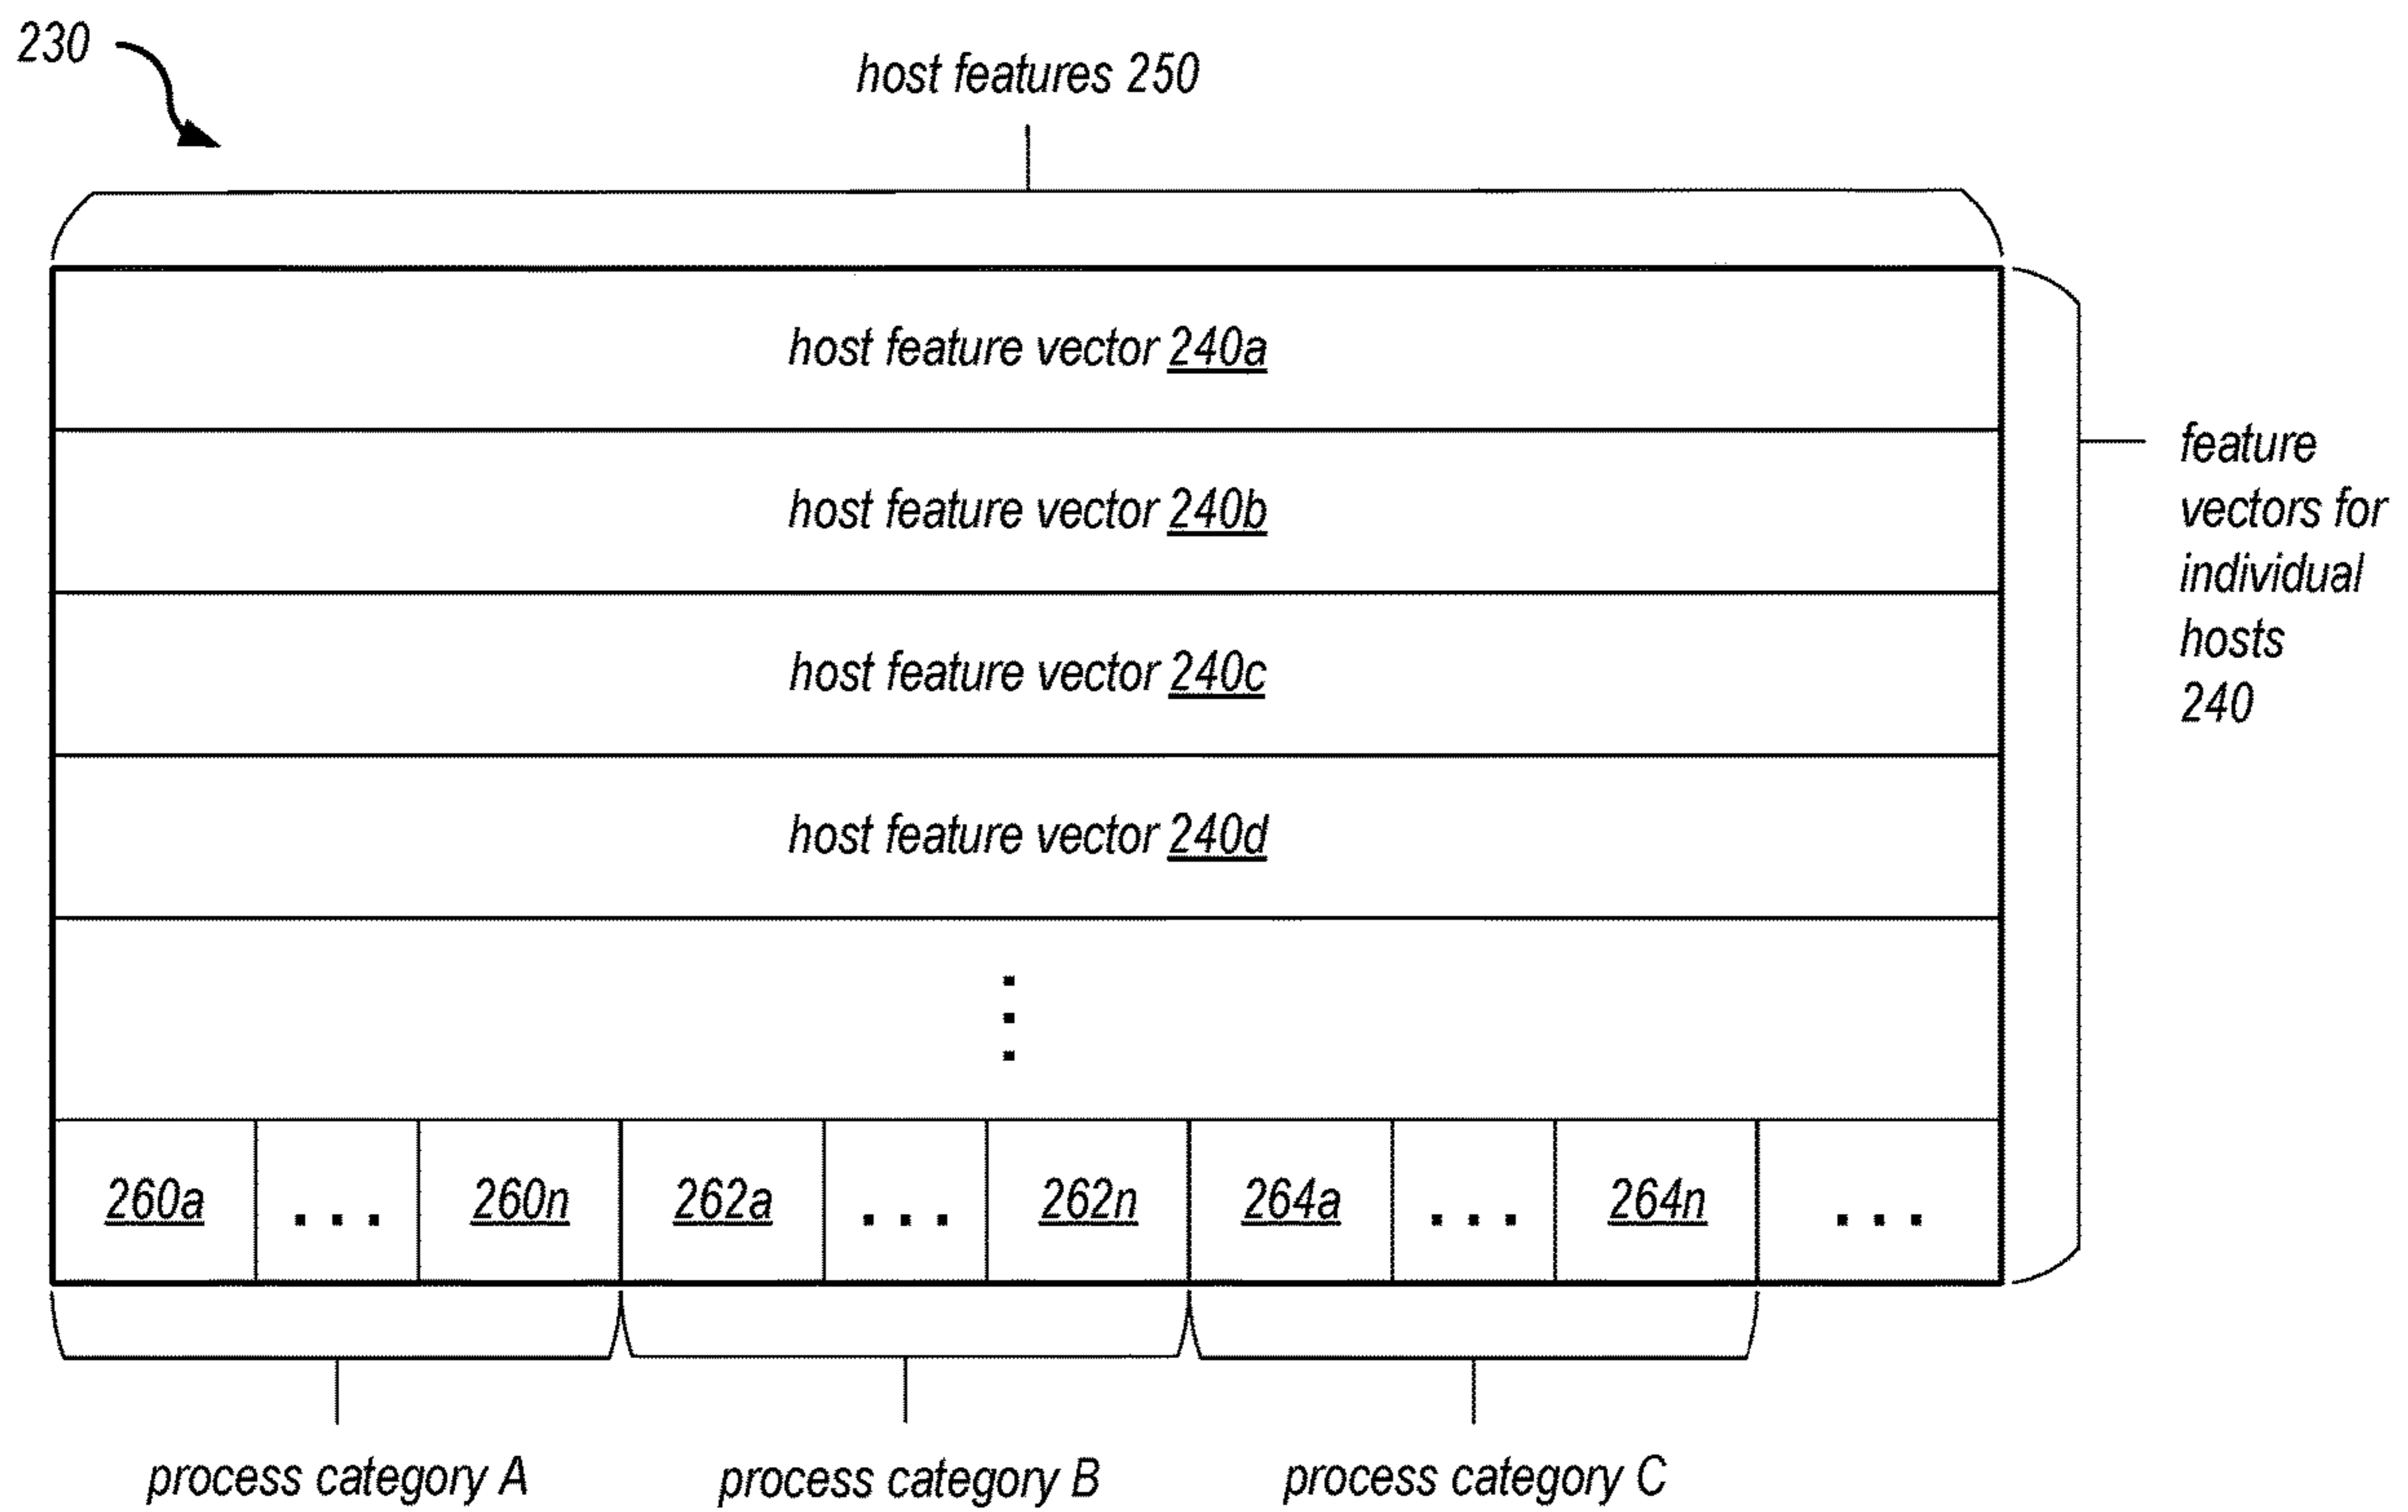 230
host features 250
host feature vector 240a
host feature vector 240b
host feature vector 240c
host feature vector 240d
feature
vectors for
individual
hosts
240
260a ... 260n 262a ... 262n 264a ... 264n ...
process category A process category B process category C